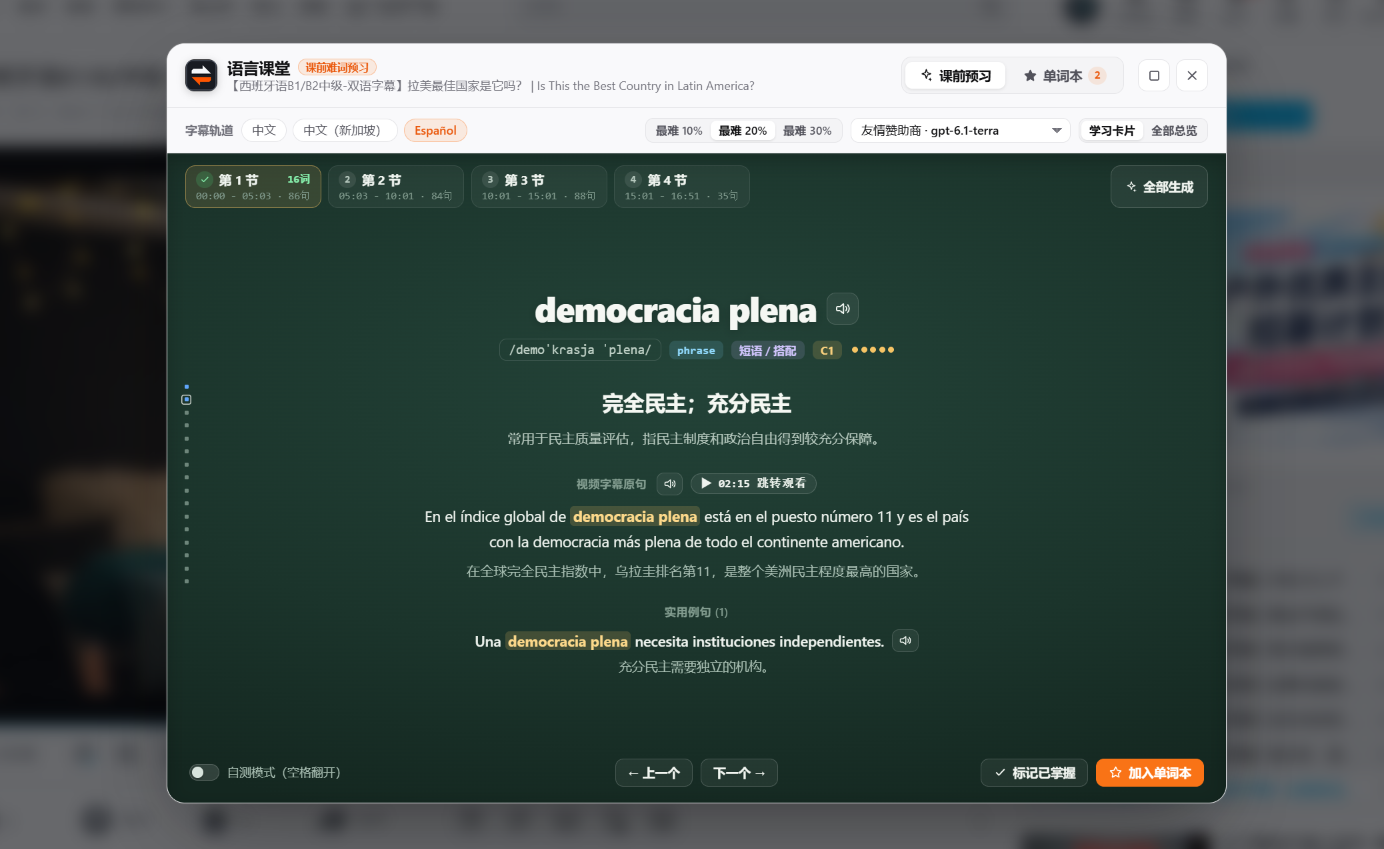 语言课堂 课前难词预习
【西班牙语B1/B2中级-双语字幕】拉美最佳国家是它吗？ | Is This the Best Country in Latin America?
课前预习 单词本 2
字幕轨道 中文 中文（新加坡） Español
最难 10% 最难 20% 最难 30% 友情赞助商 · gpt-6.1-terra 学习卡片 全部总览
第 1 节 16词
00:00 - 05:03 · 86句
2 第 2 节
05:03 - 10:01 · 84句
3 第 3 节
10:01 - 15:01 · 88句
4 第 4 节
15:01 - 16:51 · 35句
全部生成
democracia plena
/demoˈkrasja ˈplena/ phrase 短语 / 搭配 C1
完全民主；充分民主
常用于民主质量评估，指民主制度和政治自由得到较充分保障。
视频字幕原句 02:15 跳转观看
En el índice global de democracia plena está en el puesto número 11 y es el país
con la democracia más plena de todo el continente americano.
在全球完全民主指数中，乌拉圭排名第11，是整个美洲民主程度最高的国家。
实用例句 (1)
Una democracia plena necesita instituciones independientes.
充分民主需要独立的机构。
自测模式（空格翻开）
← 上一个 下一个 →
标记已掌握 加入单词本